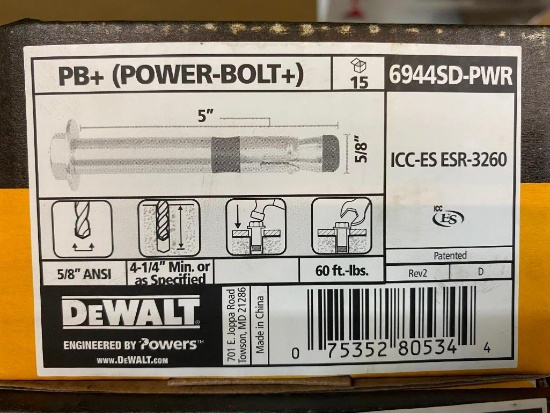 PB+ (POWER-BOLT+)
15
6944SD-PWR
5"
5/8"
ICC-ES ESR-3260
ICC
ES
Patented
5/8" ANSI
4-1/4" Min. or
as Specified
60 ft.-lbs.
Rev2
D
DEWALT
ENGINEERED BY Powers™
www.DEWALT.com
701 E. Joppa Road
Towson, MD 21286
Made in China
0 75352 80534 4